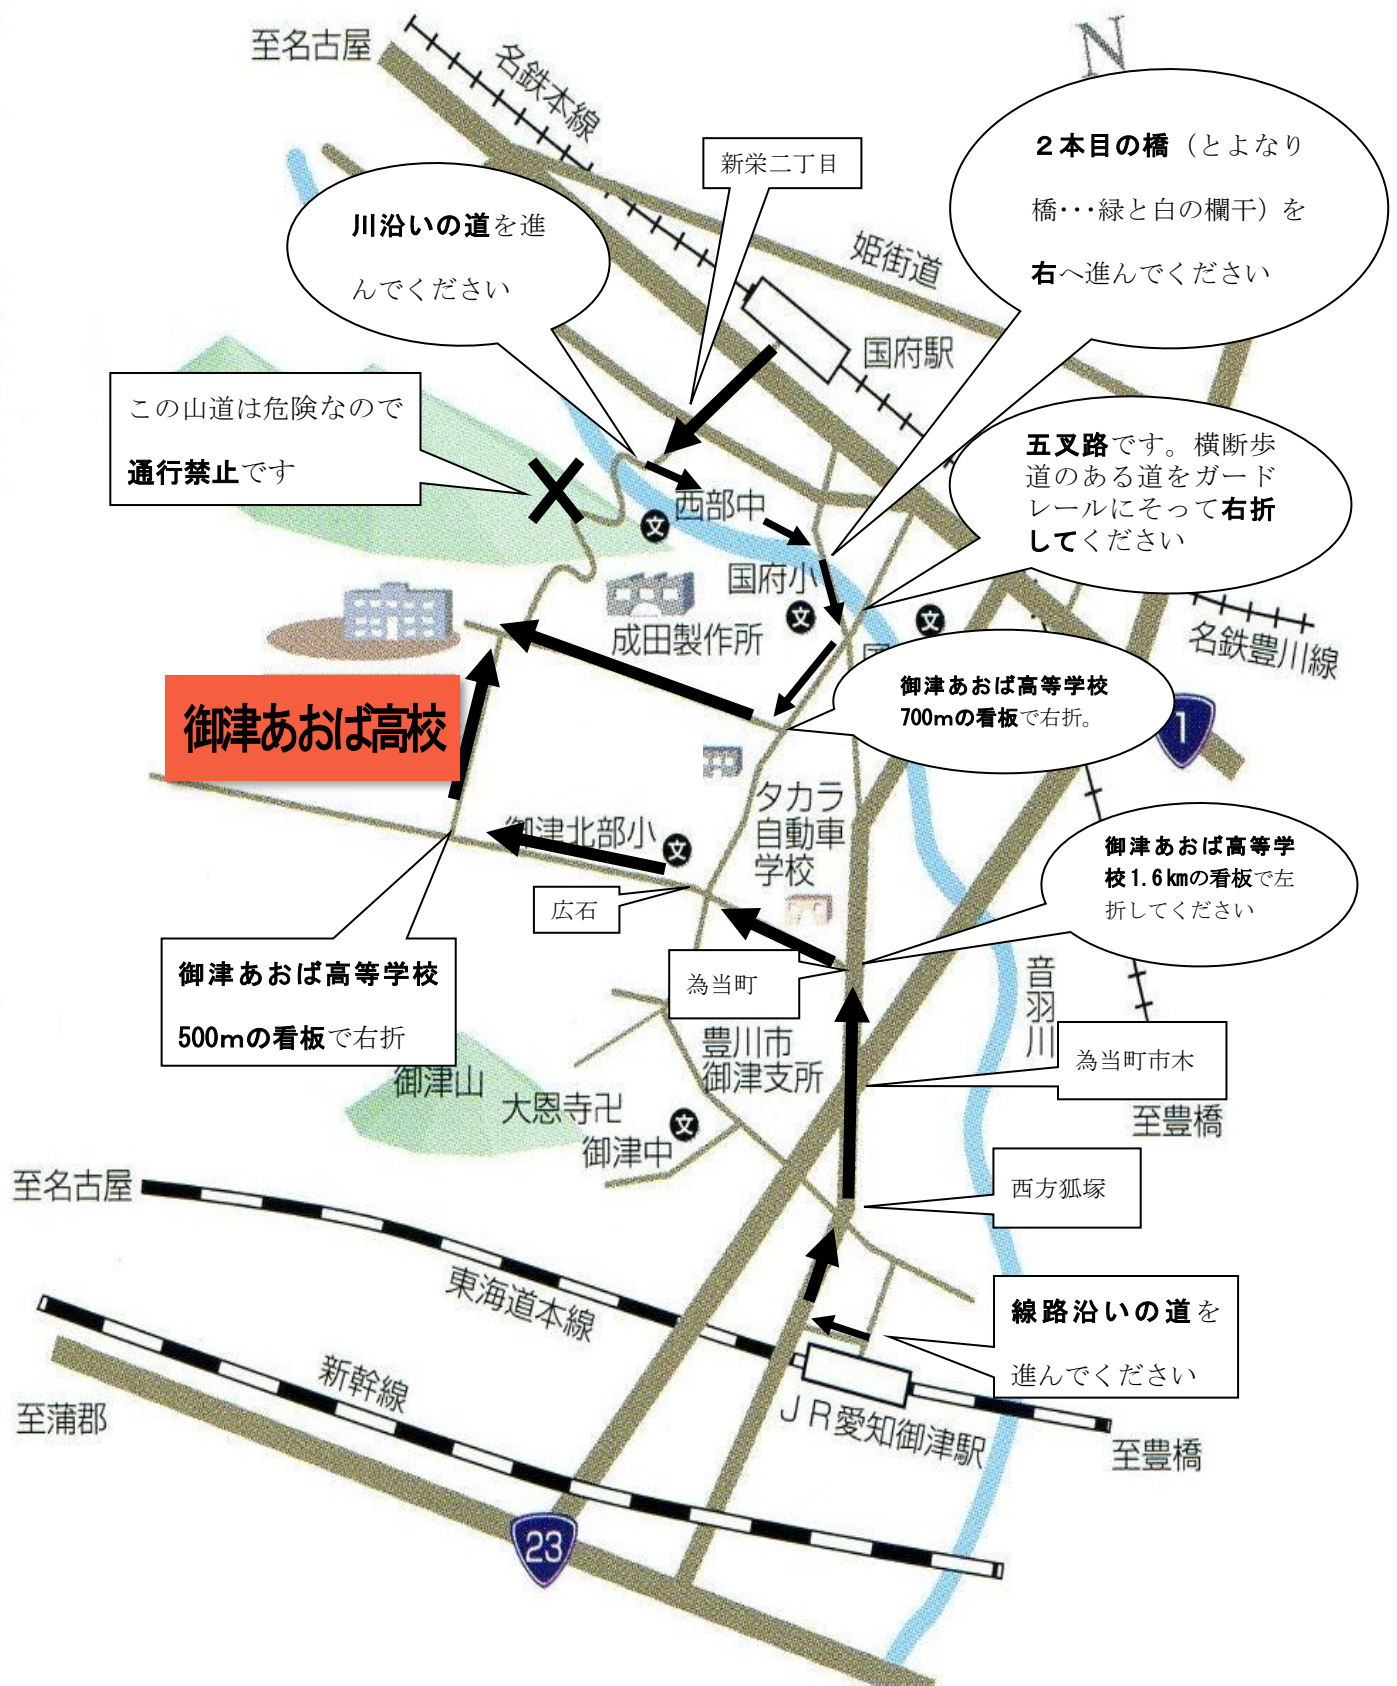 至名古屋
名鉄本線
N
新栄二丁目
2本目の橋（とよなり
橋･･･緑と白の欄干）を
右へ進んでください
川沿いの道を進
んでください
姫街道
国府駅
この山道は危険なので
通行禁止です
五叉路です。横断歩
道のある道をガード
レールにそって右折
してください
西部中
文
国府小
文
文
成田製作所
名鉄豊川線
御津あおば高等学校
700mの看板で右折。
御津あおば高校
1
タカラ
自動車
学校
御津北部小
文
御津あおば高等学
校1.6kmの看板で左
折してください
広石
御津あおば高等学校
500mの看板で右折
為当町
音羽川
豊川市
御津支所
為当町市木
御津山
大恩寺卍
文
御津中
至豊橋
至名古屋
西方狐塚
東海道本線
線路沿いの道を
進んでください
新幹線
至蒲郡
JR愛知御津駅
至豊橋
23